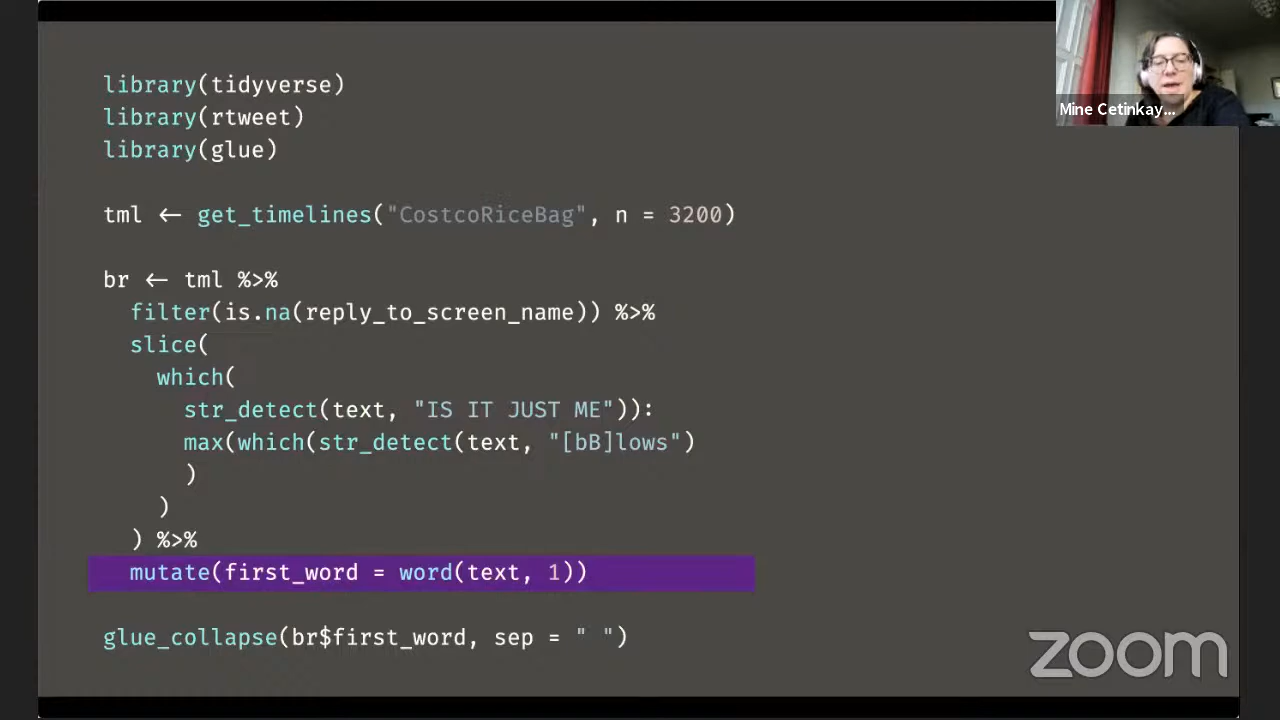 library(tidyverse)
library(rtweet)
library(glue)
tml ← get_timelines("CostcoRiceBag", n = 3200)
br ← tml %>%
filter(is.na(reply_to_screen_name)) %>%
slice(
which(
str_detect(text, "IS IT JUST ME")):
max(which(str_detect(text, "[bB]lows")
)
)
) %>%
mutate(first_word = word(text, 1))
glue_collapse(br$first_word, sep = " ")
Mine Cetinkay...
zoom